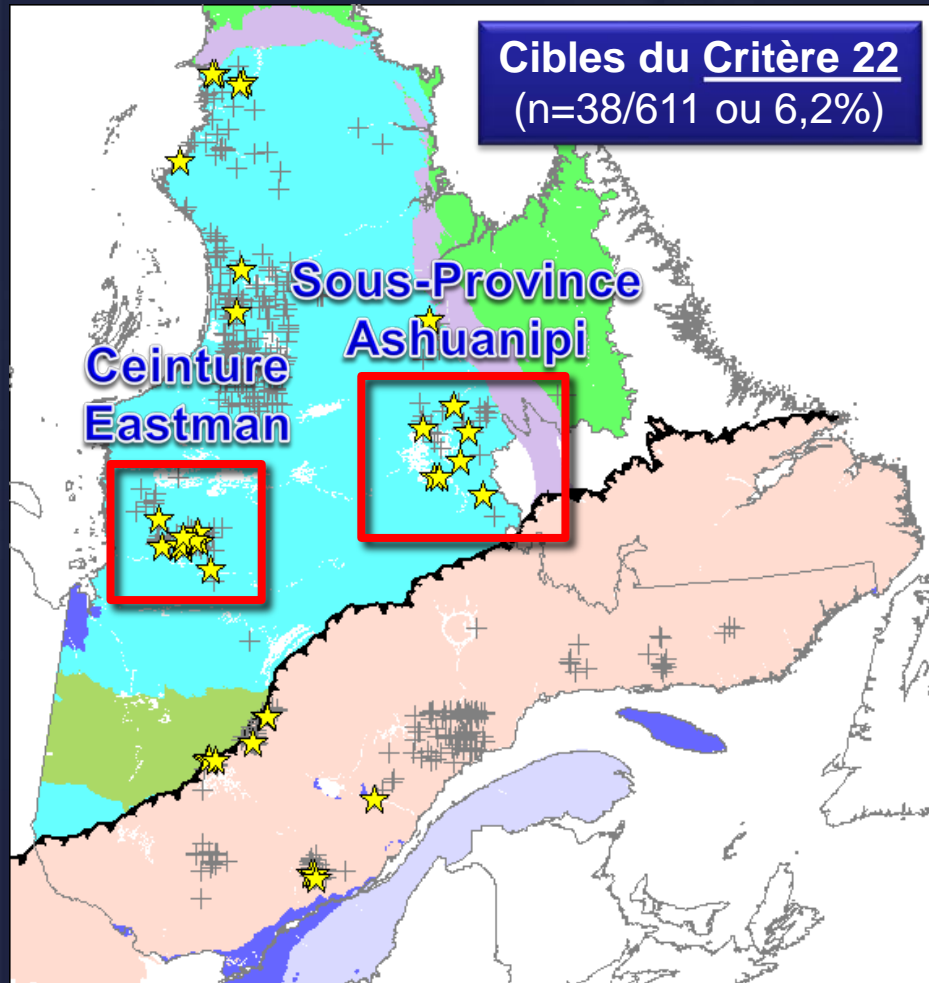 Cibles du Critère 22
(n=38/611 ou 6,2%)
Sous-Province
Ashuanipi
Ceinture
Eastman